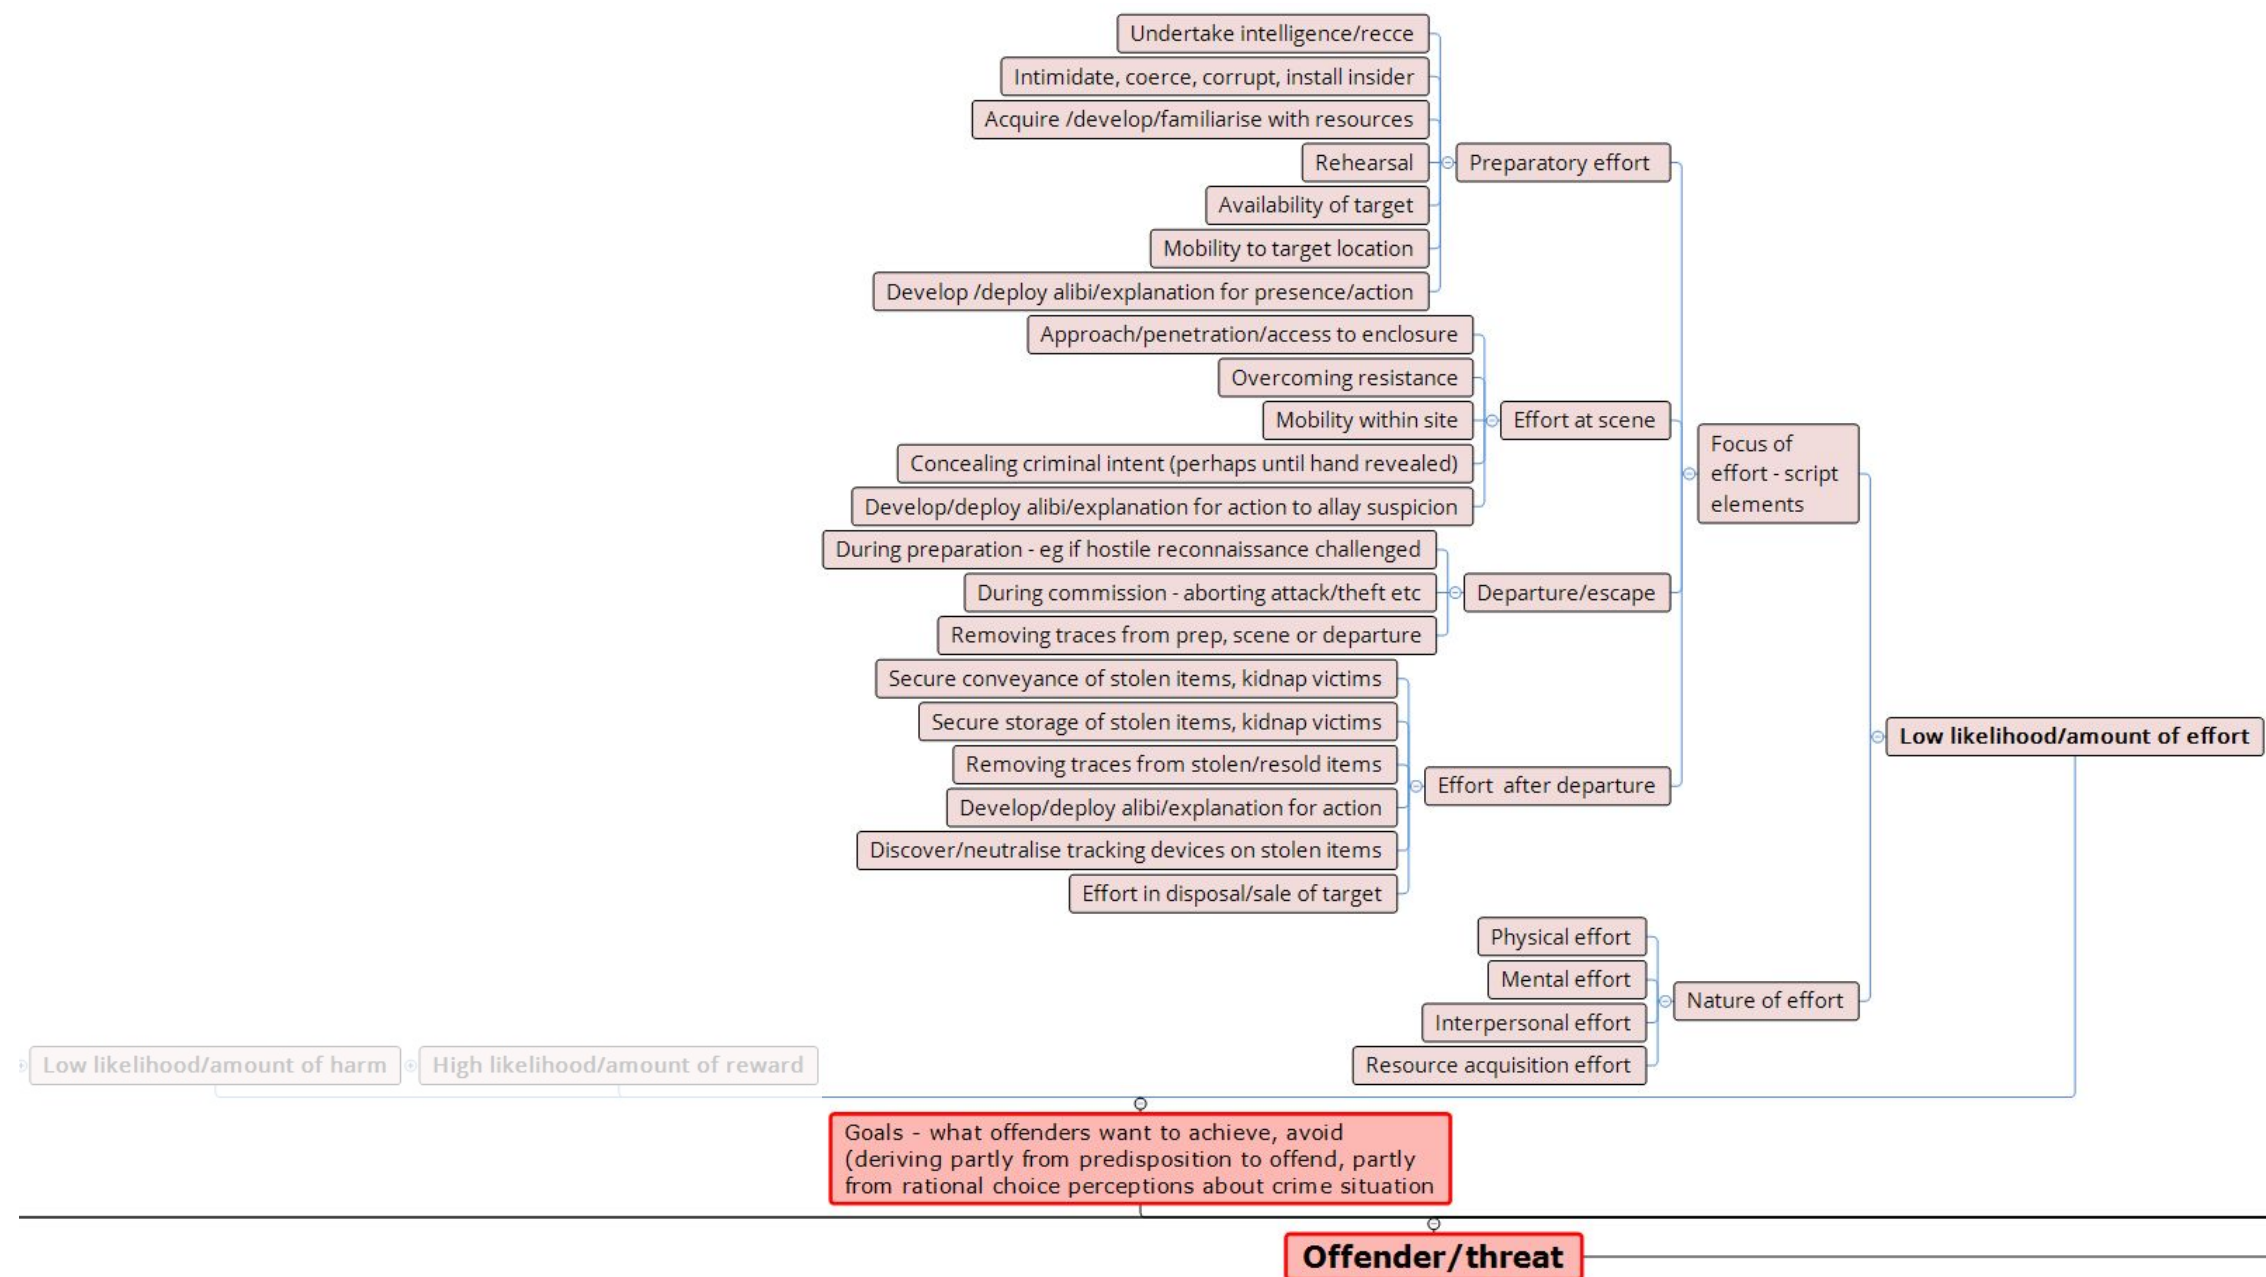 Undertake intelligence/recce
Intimidate, coerce, corrupt, install insider
Acquire /develop/familiarise with resources
Rehearsal
Preparatory effort
Availability of target
Mobility to target location
Develop /deploy alibi/explanation for presence/action
Approach/penetration/access to enclosure
Overcoming resistance
Mobility within site
Effort at scene
Concealing criminal intent (perhaps until hand revealed)
Develop/deploy alibi/explanation for action to allay suspicion
Focus of
effort - script
elements
During preparation - eg if hostile reconnaissance challenged
During commission - aborting attack/theft etc
Departure/escape
Removing traces from prep, scene or departure
Secure conveyance of stolen items, kidnap victims
Secure storage of stolen items, kidnap victims
Removing traces from stolen/resold items
Effort after departure
Develop/deploy alibi/explanation for action
Discover/neutralise tracking devices on stolen items
Effort in disposal/sale of target
Low likelihood/amount of effort
Physical effort
Mental effort
Nature of effort
Interpersonal effort
Resource acquisition effort
Low likelihood/amount of harm
High likelihood/amount of reward
Goals - what offenders want to achieve, avoid
(deriving partly from predisposition to offend, partly
from rational choice perceptions about crime situation
Offender/threat